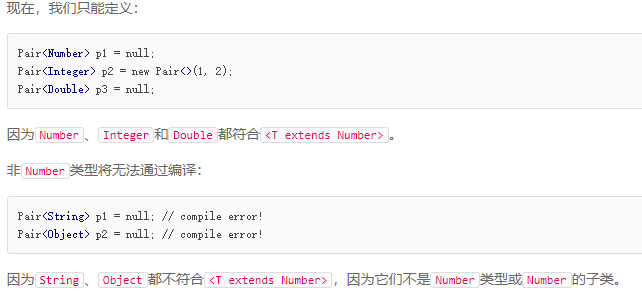 现在，我们只能定义：
Pair<Number> p1 = null;
Pair<Integer> p2 = new Pair<>(1, 2);
Pair<Double> p3 = null;
因为Number、Integer和Double都符合<T extends Number>。
非Number类型将无法通过编译：
Pair<String> p1 = null; // compile error!
Pair<Object> p2 = null; // compile error!
因为String、Object都不符合<T extends Number>，因为它们不是Number类型或Number的子类。